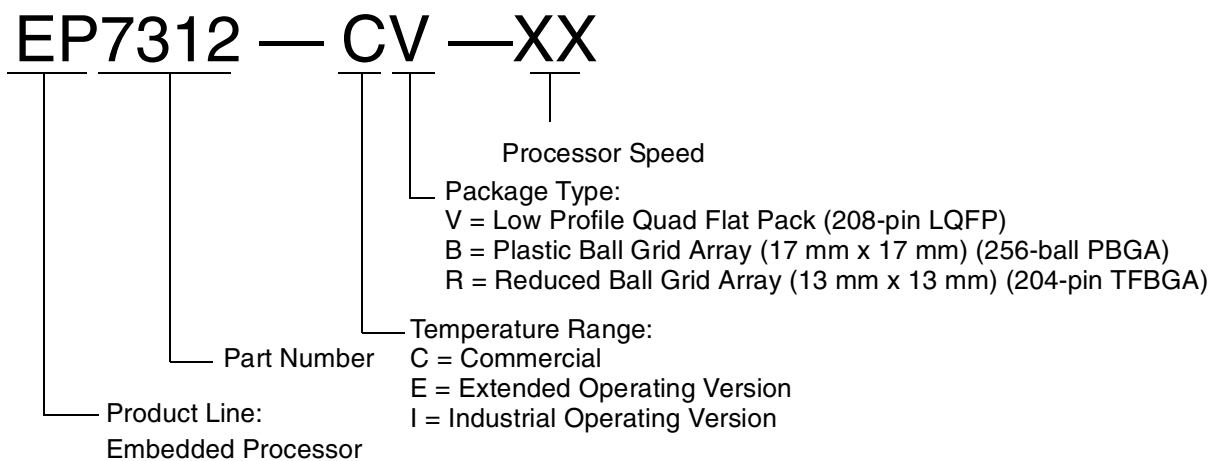 EP7312 — CV —XX
Processor Speed
Package Type:
V = Low Profile Quad Flat Pack (208-pin LQFP)
B = Plastic Ball Grid Array (17 mm x 17 mm) (256-ball PBGA)
R = Reduced Ball Grid Array (13 mm x 13 mm) (204-pin TFBGA)
Temperature Range:
C = Commercial
E = Extended Operating Version
I = Industrial Operating Version
Part Number
Product Line:
Embedded Processor